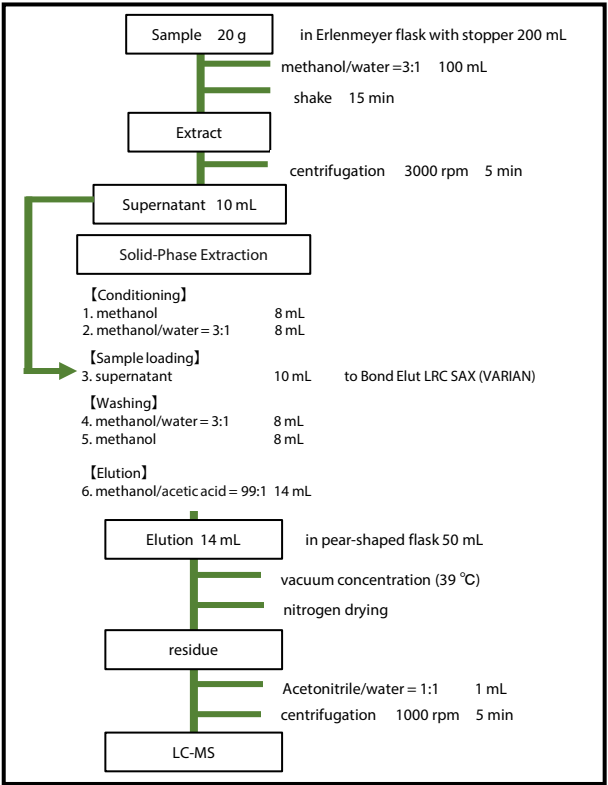 Sample 20 g in Erlenmeyer flask with stopper 200 mL
methanol/water =3:1 100 mL
shake 15 min
Extract
centrifugation 3000 rpm 5 min
Supernatant 10 mL
Solid-Phase Extraction
【Conditioning】
1. methanol 8 mL
2. methanol/water = 3:1 8 mL
【Sample loading】
3. supernatant 10 mL to Bond Elut LRC SAX (VARIAN)
【Washing】
4. methanol/water = 3:1 8 mL
5. methanol 8 mL
【Elution】
6. methanol/acetic acid = 99:1 14 mL
Elution 14 mL in pear-shaped flask 50 mL
vacuum concentration (39 ℃)
nitrogen drying
residue
Acetonitrile/water = 1:1 1 mL
centrifugation 1000 rpm 5 min
LC-MS